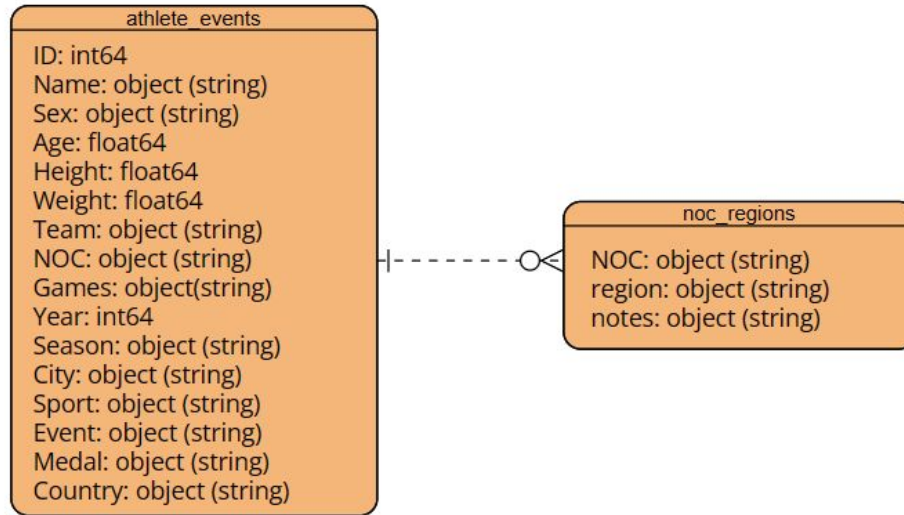 athlete_events
ID: int64
Name: object (string)
Sex: object (string)
Age: float64
Height: float64
Weight: float64
Team: object (string)
NOC: object (string)
Games: object(string)
Year: int64
Season: object (string)
City: object (string)
Sport: object (string)
Event: object (string)
Medal: object (string)
Country: object (string)
noc_regions
NOC: object (string)
region: object (string)
notes: object (string)